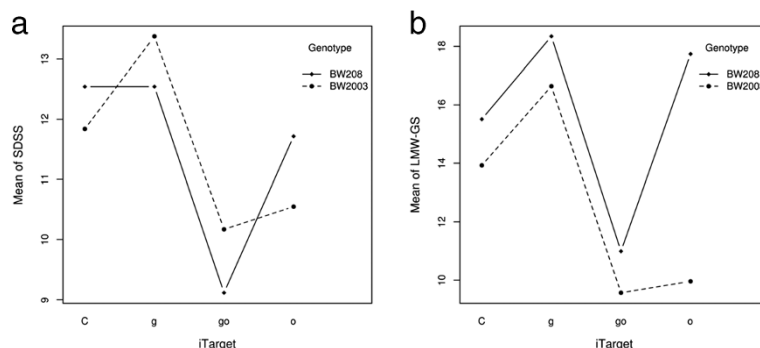 a
Mean of SDSS
13
12
11
10
9
Genotype
BW208
BW2003
C
g
go
o
iTarget
b
Mean of LMW-GS
18
16
14
12
10
Genotype
BW208
BW2003
C
g
go
o
iTarget